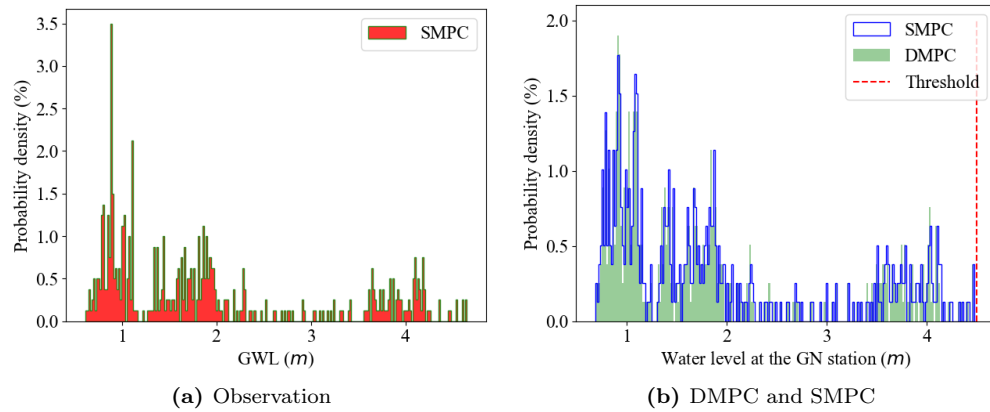 3.5
3.0
2.5
2.0
1.5
1.0
0.5
0.0
Probability density (%)
SMPC
1
2
3
4
GWL (m)
(a) Observation
2.0
1.5
1.0
0.5
0.0
Probability density (%)
SMPC
DMPC
Threshold
1
2
3
4
Water level at the GN station (m)
(b) DMPC and SMPC